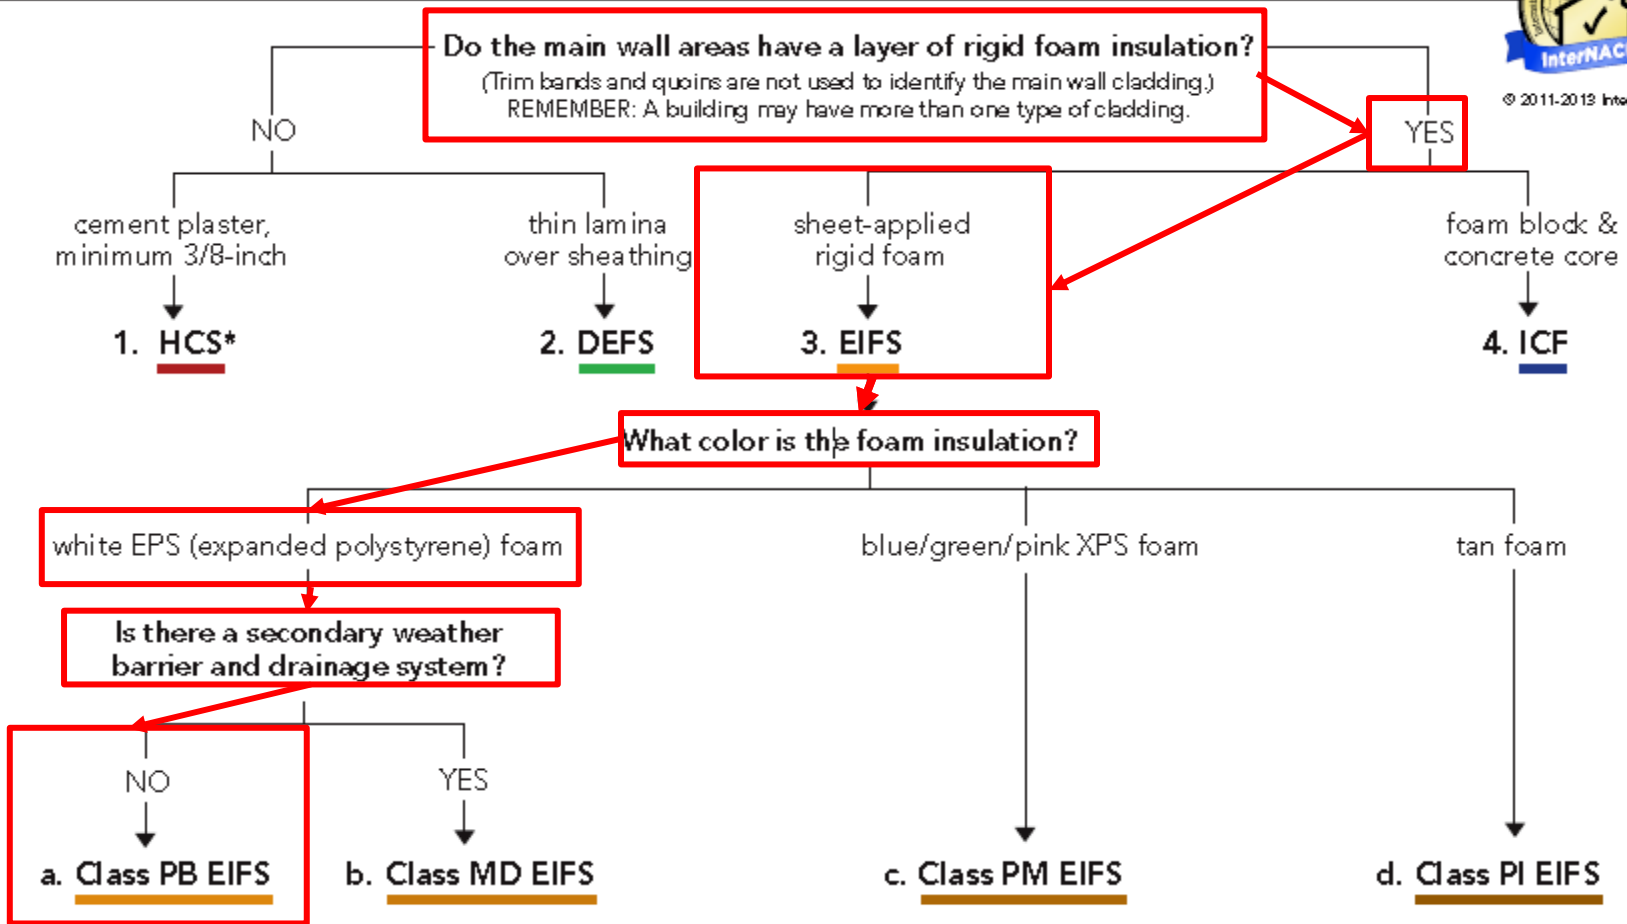 Do the main wall areas have a layer of rigid foam insulation?
(Trim bands and quoins are not used to identify the main wall cladding.)
REMEMBER: A building may have more than one type of cladding.
© 2011-2013
NO
YES
cement plaster,
minimum 3/8-inch
thin lamina
over sheathing
sheet-applied
rigid foam
foam block &
concrete core
1. HCS*
2. DEFS
3. EIFS
4. ICF
What color is the foam insulation?
white EPS (expanded polystyrene) foam
blue/green/pink XPS foam
tan foam
Is there a secondary weather
barrier and drainage system?
NO
YES
a. Class PB EIFS
b. Class MD EIFS
c. Class PM EIFS
d. Class PI EIFS